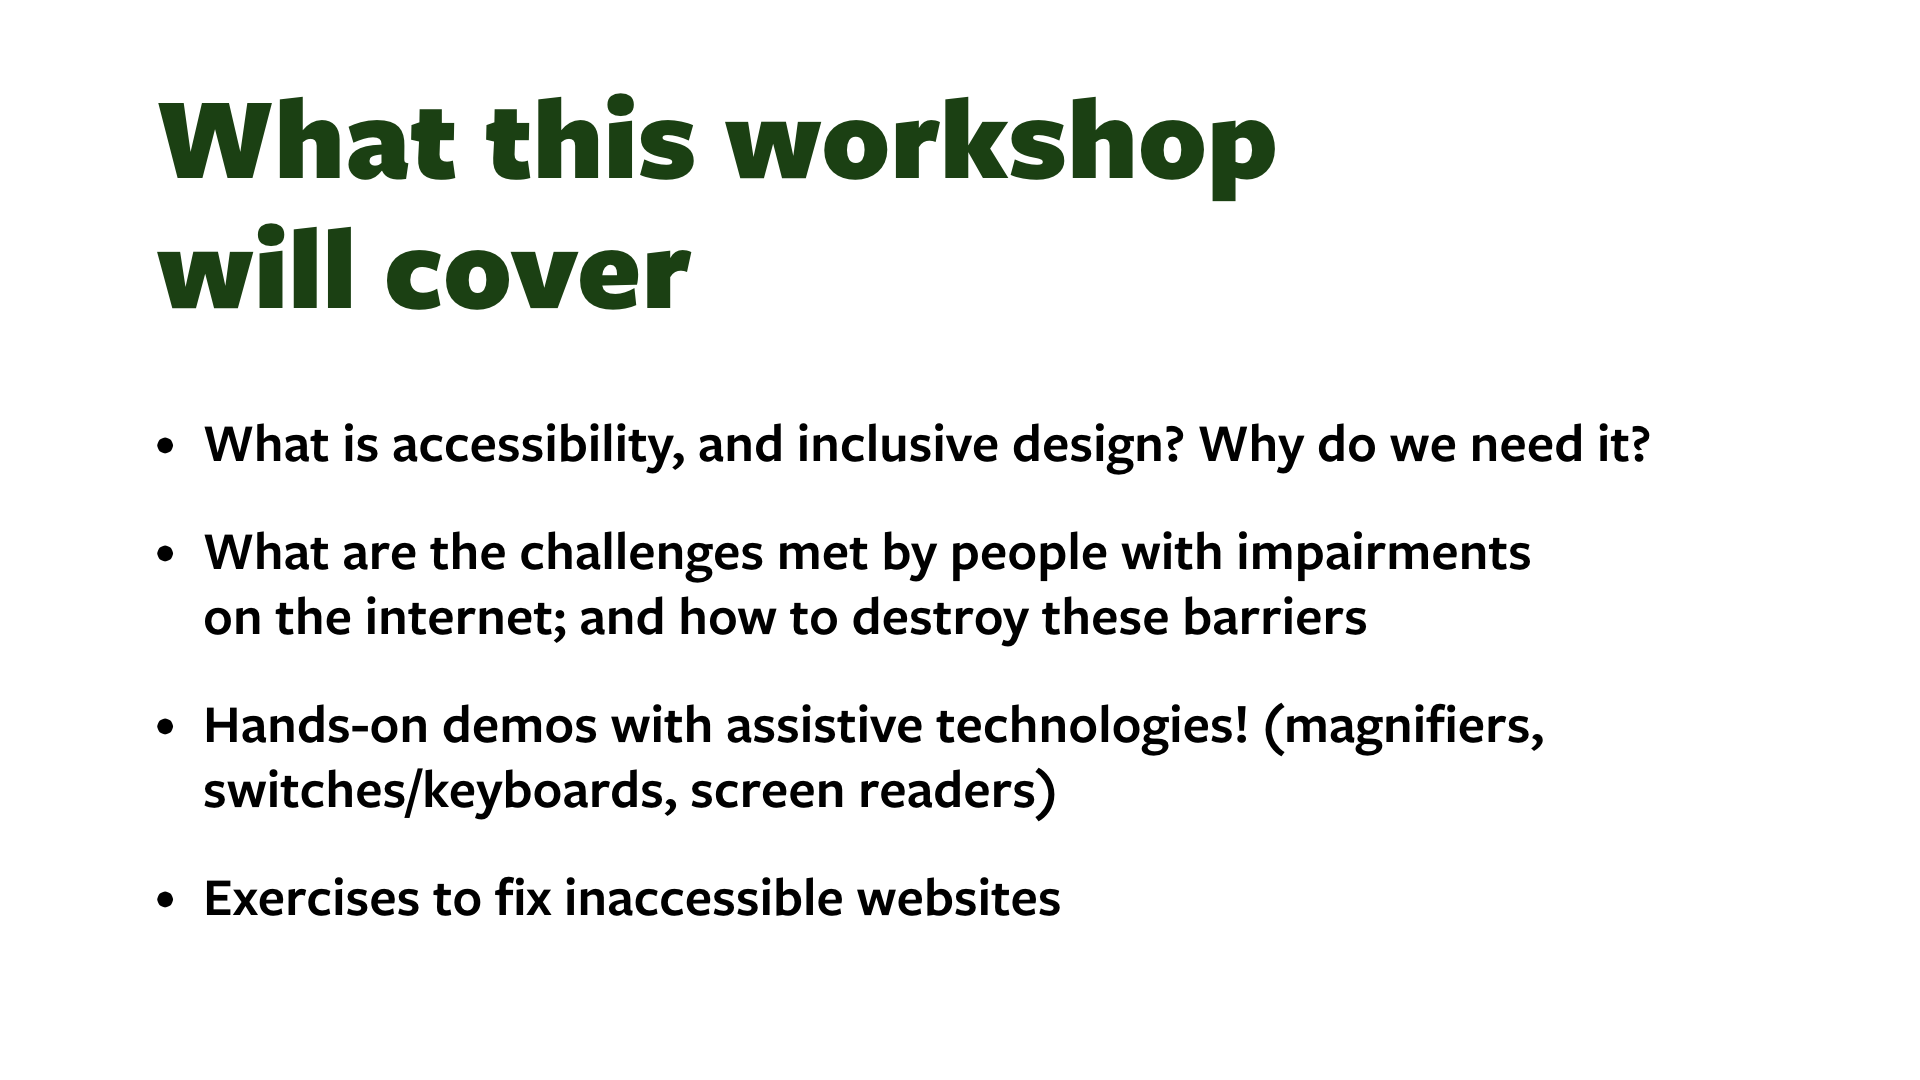 What this workshop
will cover
• What is accessibility, and inclusive design? Why do we need it?
• What are the challenges met by people with impairments
on the internet; and how to destroy these barriers
• Hands-on demos with assistive technologies! (magnifiers,
switches/keyboards, screen readers)
• Exercises to fix inaccessible websites